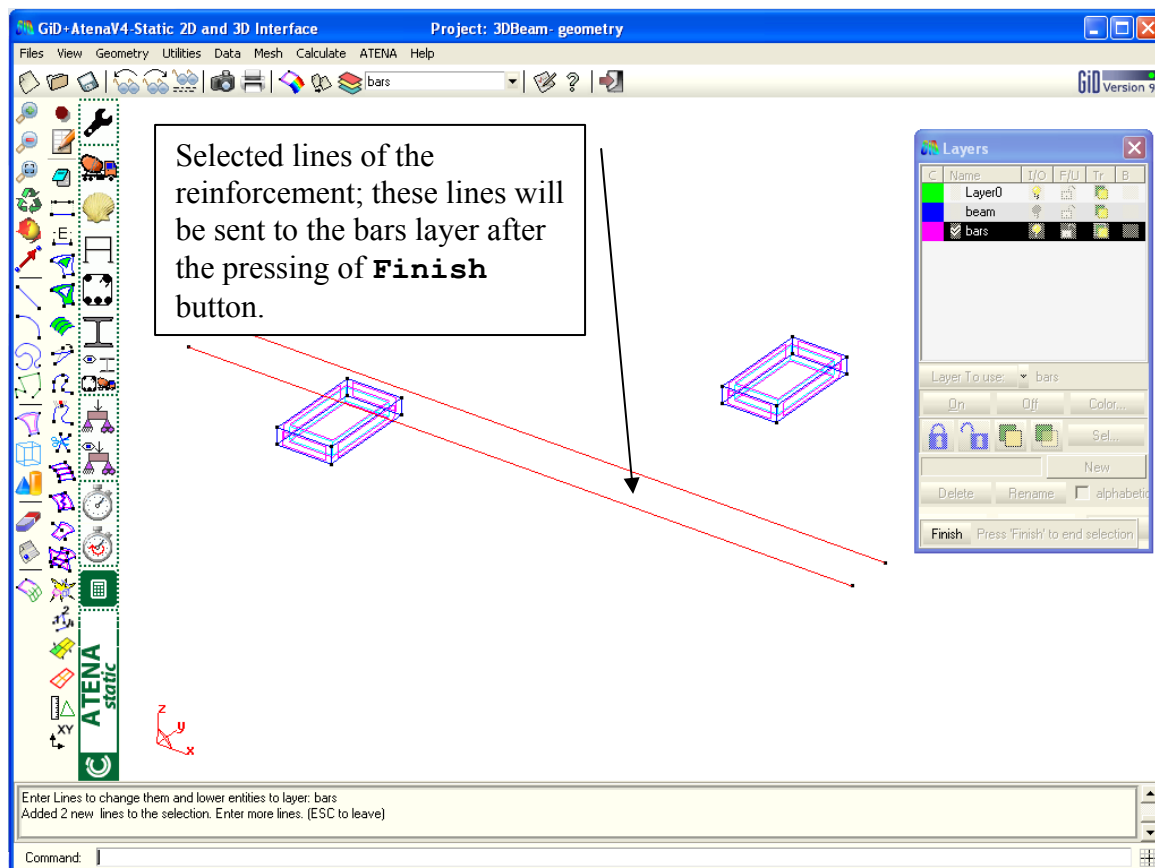 GiD+AtenaV4-Static 2D and 3D Interface Project: 3DBeam- geometry
Files View Geometry Utilities Data Mesh Calculate ATENA Help
bars
GiD Version 9
Selected lines of the
reinforcement; these lines will
be sent to the bars layer after
the pressing of Finish
button.
Layers
C Name I/O F/U Tr B
Layer0
beam
bars
Layer To use: bars
On Off Color...
Sel...
New
Delete Rename alphabetic
Finish Press 'Finish' to end selection
:E:
2
XY
ATENA
static
z
y
x
Enter Lines to change them and lower entities to layer: bars
Added 2 new lines to the selection. Enter more lines. (ESC to leave)
Command: